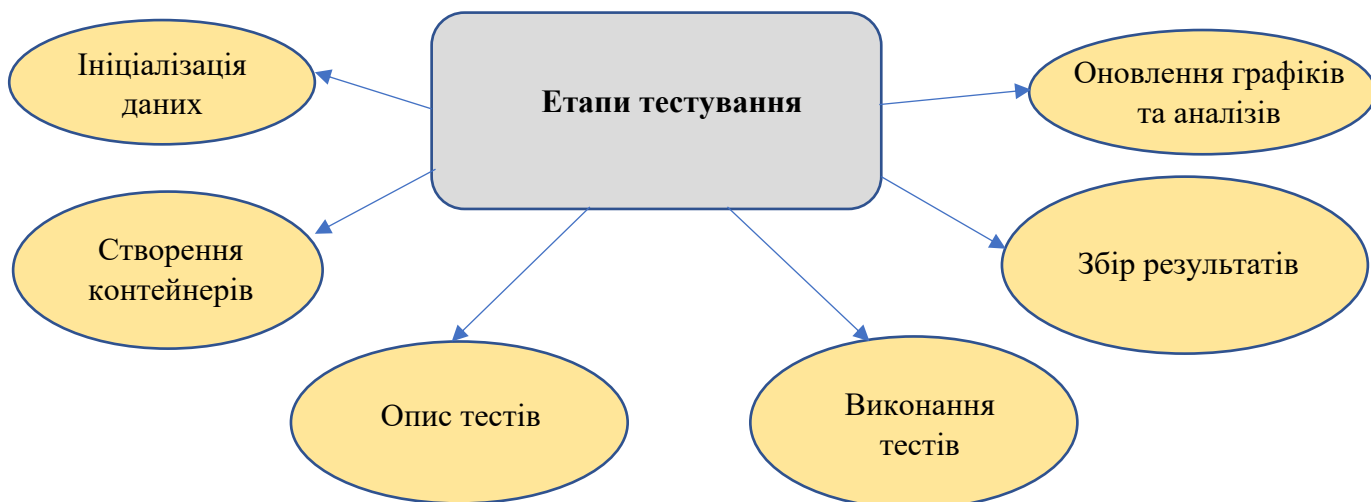 Етапи тестування
Ініціалізація
даних
Створення
контейнерів
Опис тестів
Виконання
тестів
Збір результатів
Оновлення графіків
та аналізів